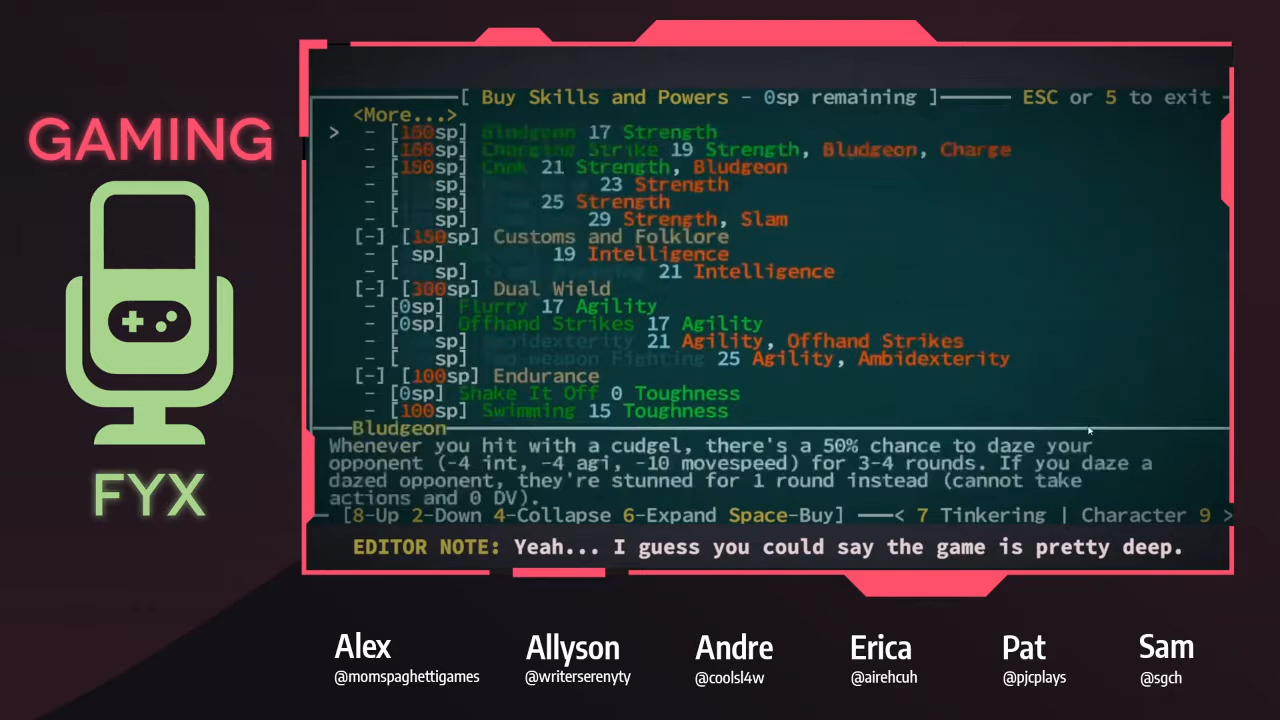 GAMING
FYX
[ Buy Skills and Powers - 0sp remaining ] ESC or 5 to exit
<More...>
> - [150sp] Bludgeon 17 Strength
- [150sp] Charging Strike 19 Strength, Bludgeon, Charge
- [150sp] Conk 21 Strength, Bludgeon
- [ sp] 23 Strength
- [ sp] 25 Strength
- [ sp] 29 Strength, Slam
[-] [150sp] Customs and Folklore
- [ sp] 19 Intelligence
- [ sp] 21 Intelligence
[-] [300sp] Dual Wield
- [0sp] Flurry 17 Agility
- [0sp] Offhand Strikes 17 Agility
- [ sp] Ambidexterity 21 Agility, Offhand Strikes
- [ sp] Two-weapon Fighting 25 Agility, Ambidexterity
[-] [100sp] Endurance
- [0sp] Shake It Off 0 Toughness
- [100sp] Swimming 15 Toughness
Bludgeon
Whenever you hit with a cudgel, there's a 50% chance to daze your
opponent (-4 int, -4 agi, -10 movespeed) for 3-4 rounds. If you daze a
dazed opponent, they're stunned for 1 round instead (cannot take
actions and 0 DV).
[8-Up 2-Down 4-Collapse 6-Expand Space-Buy] < 7 Tinkering | Character 9 >
EDITOR NOTE: Yeah... I guess you could say the game is pretty deep.
Alex Allyson Andre Erica Pat Sam
@momspaghettigames @writerserenyty @coolsl4w @airehcuh @pjcplays @sgch